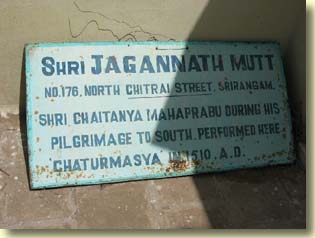 SHRI JAGANNATH MUTT
NO.176, NORTH CHITRAI STREET, SRIRANGAM.
SHRI CHAITANYA MAHAPRABU DURING HIS
PILGRIMAGE TO SOUTH, PERFORMED HERE
CHATURMASYA IN 1510. A.D.